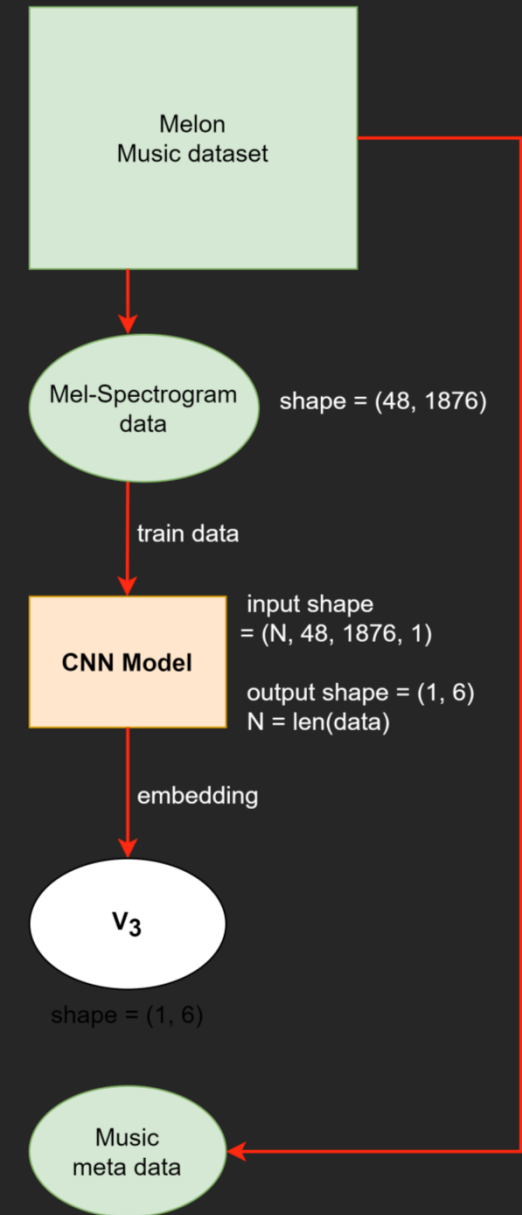 Melon
Music dataset
Mel-Spectrogram
data
shape = (48, 1876)
train data
CNN Model
input shape
= (N, 48, 1876, 1)
output shape = (1, 6)
N = len(data)
embedding
V₃
shape = (1, 6)
Music
meta data